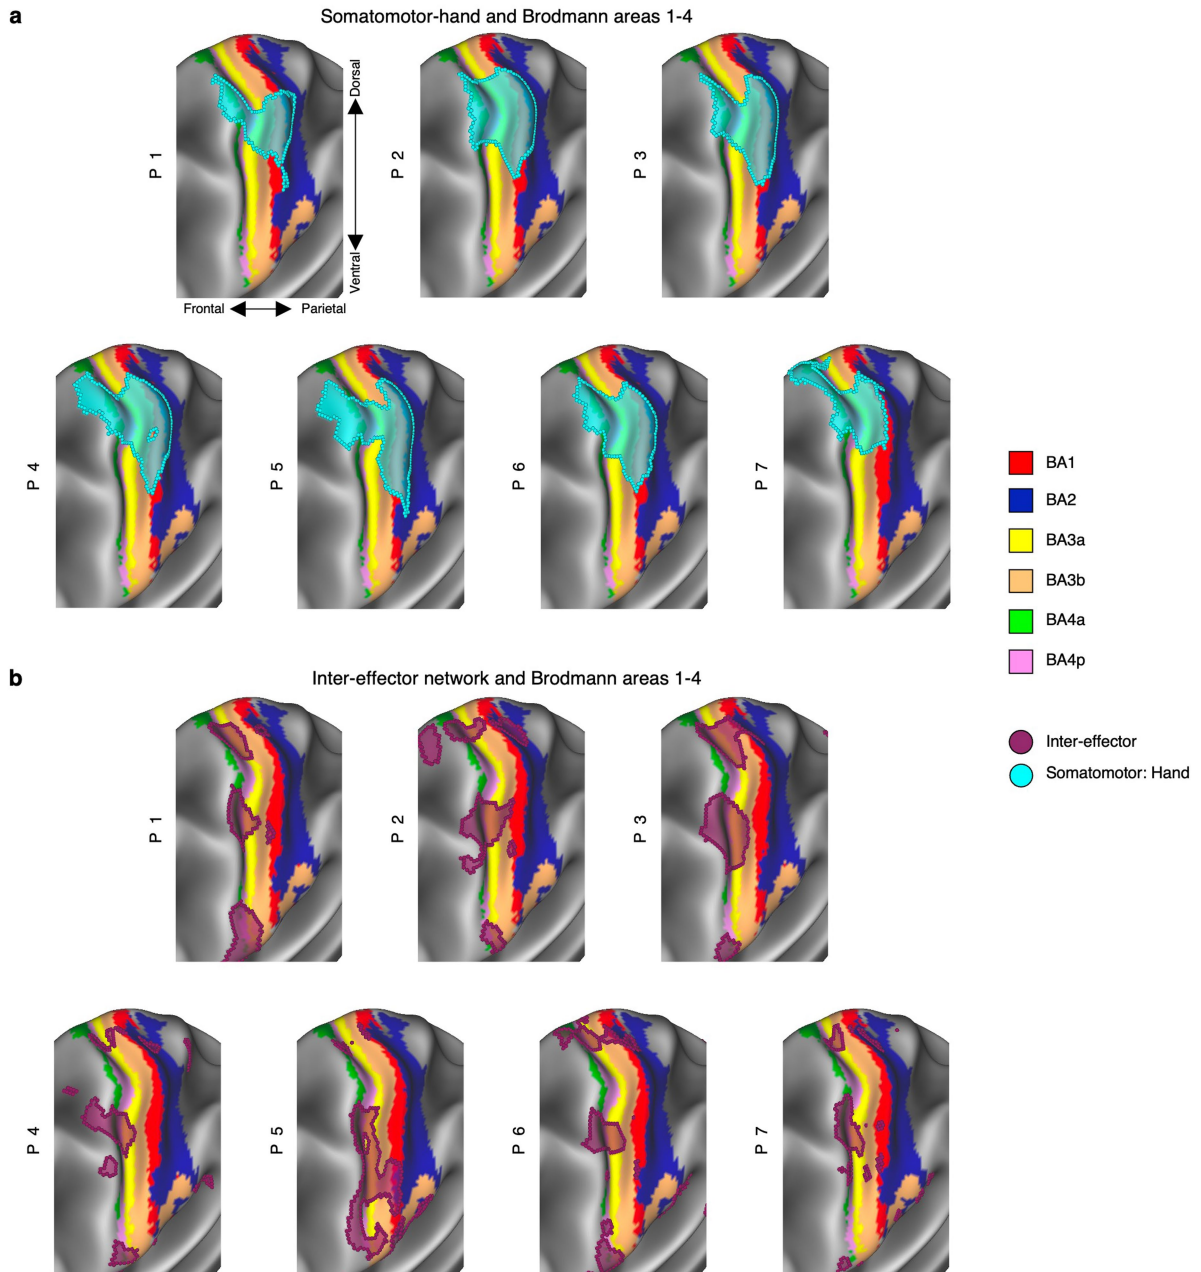 a
Somatomotor-hand and Brodmann areas 1-4
P 1
Dorsal
Ventral
Frontal
Parietal
P 2
P 3
P 4
P 5
P 6
P 7
BA1
BA2
BA3a
BA3b
BA4a
BA4p
b
Inter-effector network and Brodmann areas 1-4
P 1
P 2
P 3
Inter-effector
Somatomotor: Hand
P 4
P 5
P 6
P 7